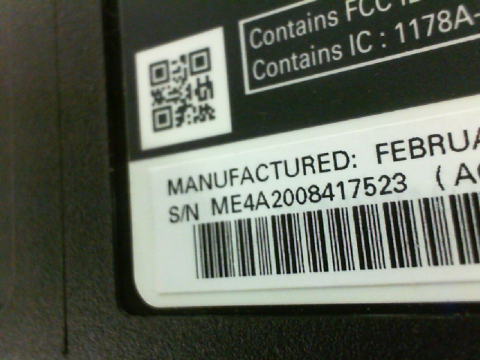 Contains FCC I
Contains IC : 1178A-
MANUFACTURED: FEBRUA
S/N ME4A2008417523 (A